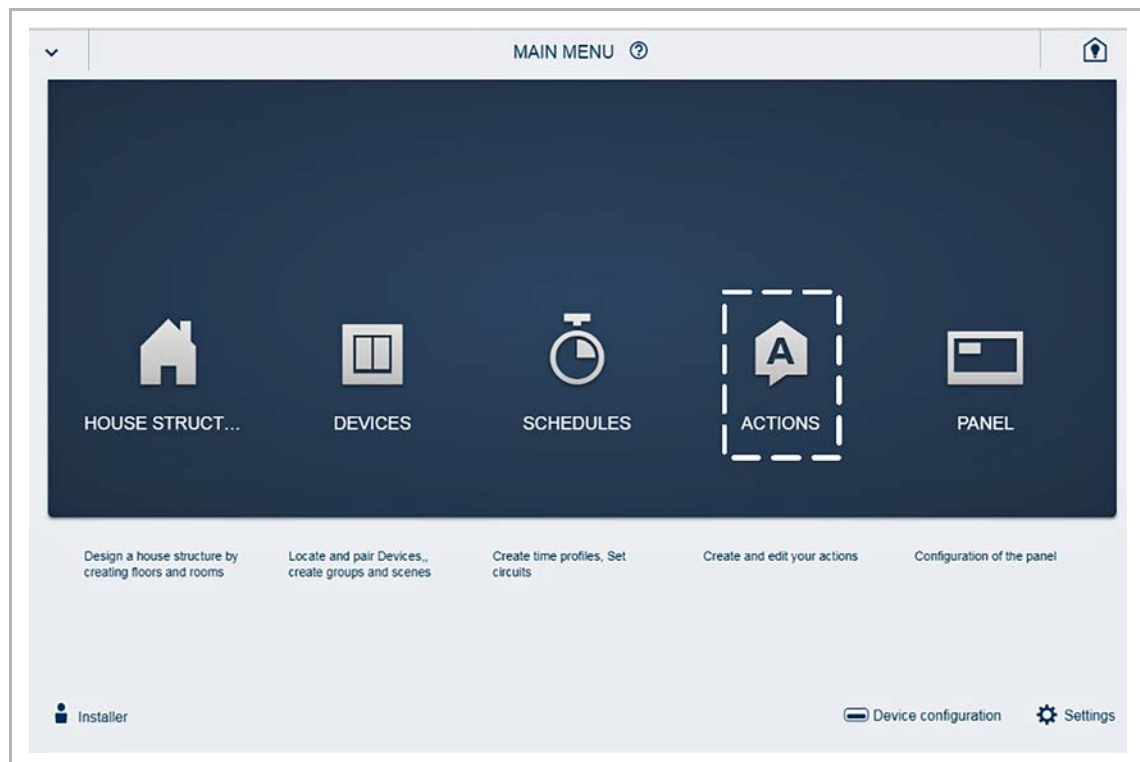 MAIN MENU ?
A
HOUSE STRUCT...
DEVICES
SCHEDULES
ACTIONS
PANEL
Design a house structure by
creating floors and rooms
Locate and pair Devices,,
create groups and scenes
Create time profiles, Set
circuits
Create and edit your actions
Configuration of the panel
Installer
Device configuration
Settings